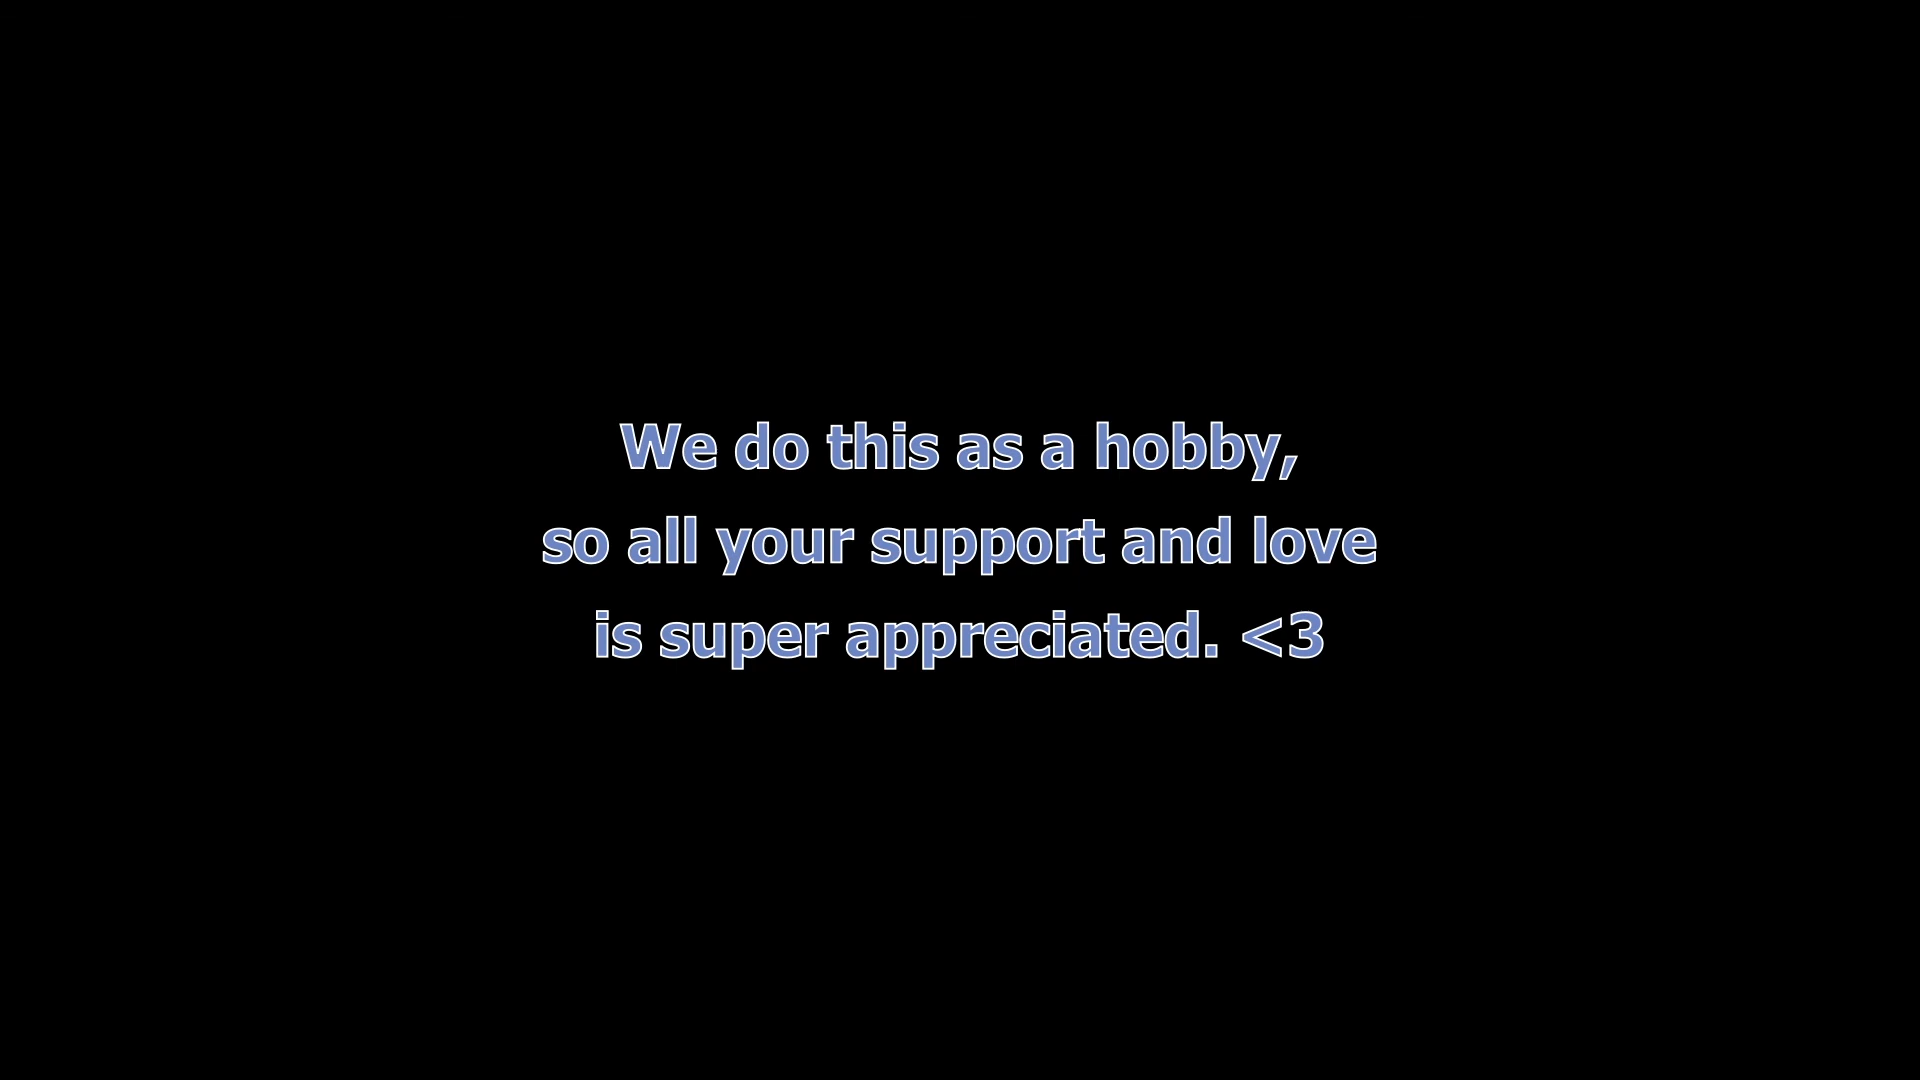 We do this as a hobby,
so all your support and love
is super appreciated. <3